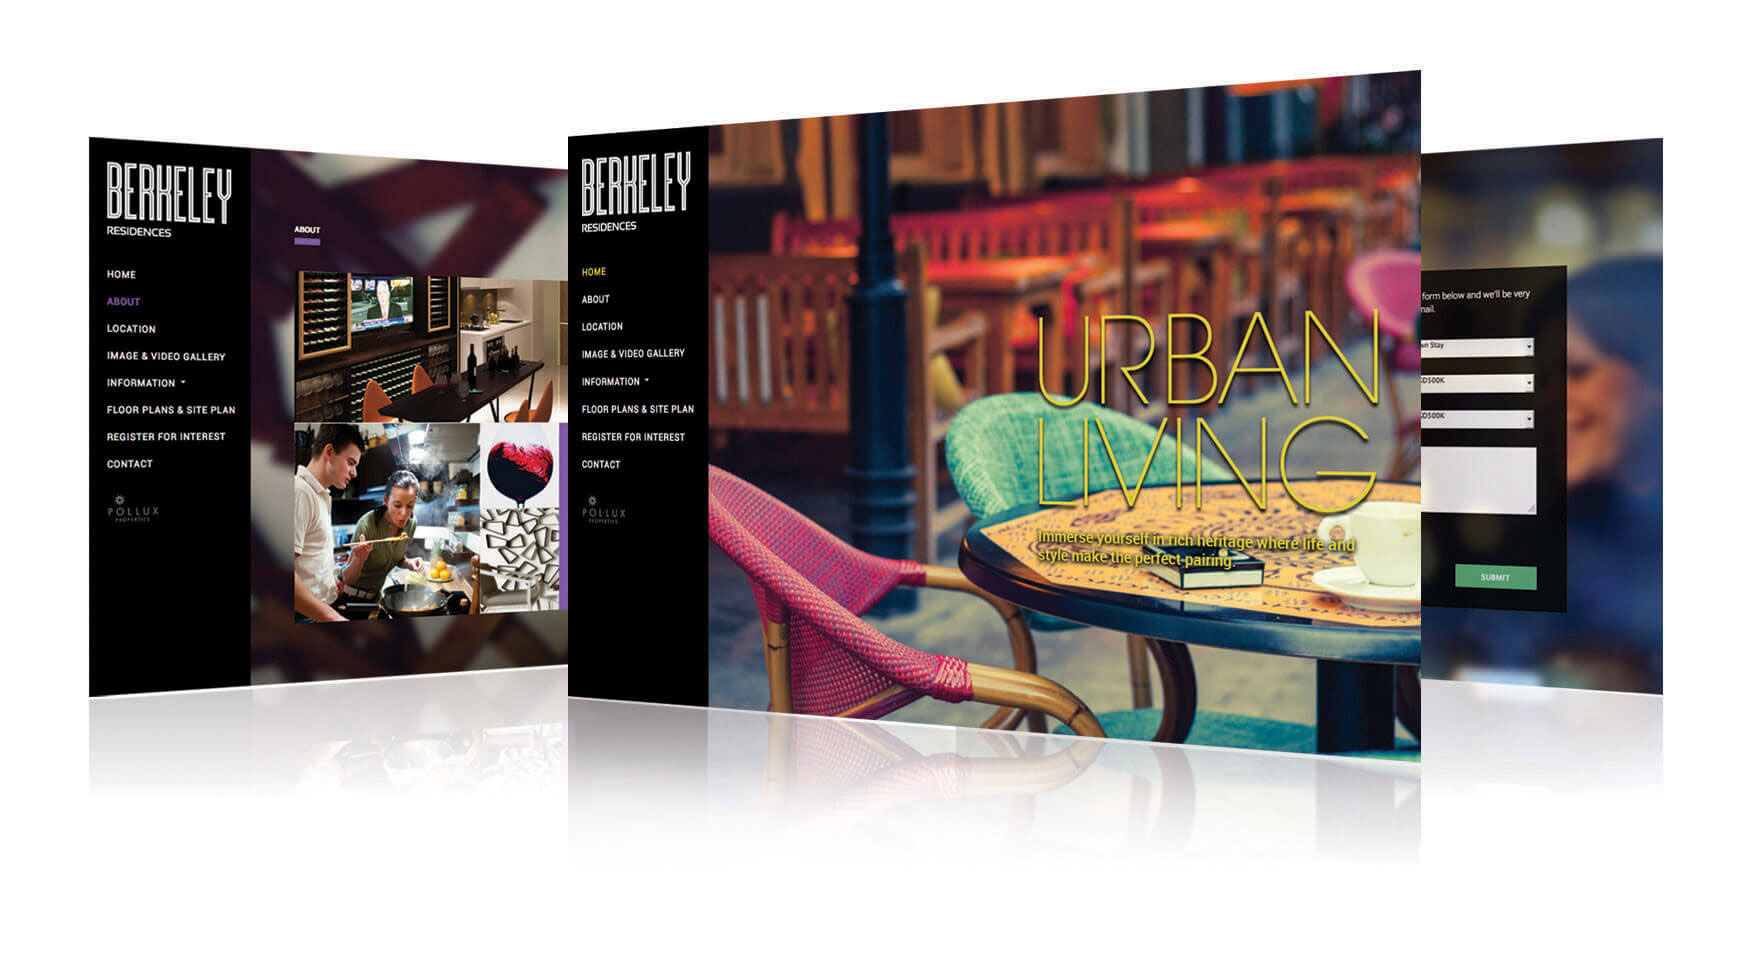 BERKELEY
RESIDENCES
HOME
ABOUT
LOCATION
IMAGE & VIDEO GALLERY
INFORMATION
FLOOR PLANS & SITE PLAN
REGISTER FOR INTEREST
CONTACT
POLLUX
PROPERTIES
ABOUT
BERKELEY
RESIDENCES
HOME
ABOUT
LOCATION
IMAGE & VIDEO GALLERY
INFORMATION
FLOOR PLANS & SITE PLAN
REGISTER FOR INTEREST
CONTACT
POLLUX
PROPERTIES
URBAN
LIVING
Immerse yourself in rich heritage where life and
style make the perfect pairing.
form below and we'll be very
Stay
SUBMIT